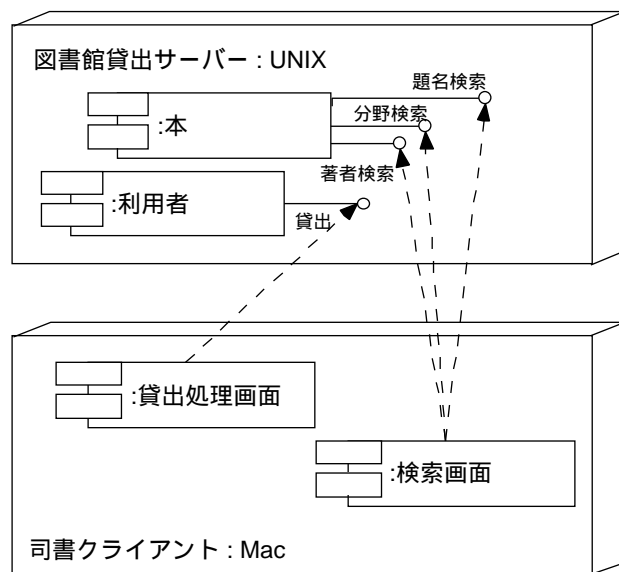 図書館貸出サーバー : UNIX
題名検索
:本
分野検索
著者検索
:利用者
貸出
:貸出処理画面
:検索画面
司書クライアント : Mac